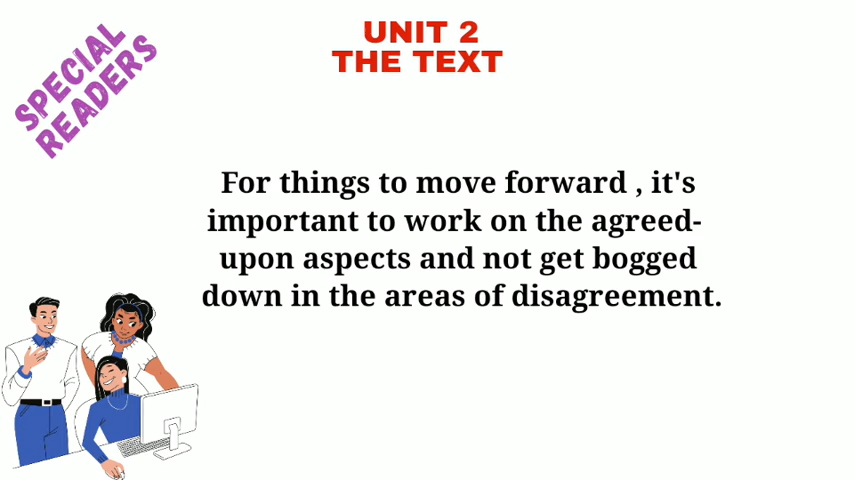 SPECIAL
READERS
UNIT 2
THE TEXT
For things to move forward , it's
important to work on the agreed-
upon aspects and not get bogged
down in the areas of disagreement.